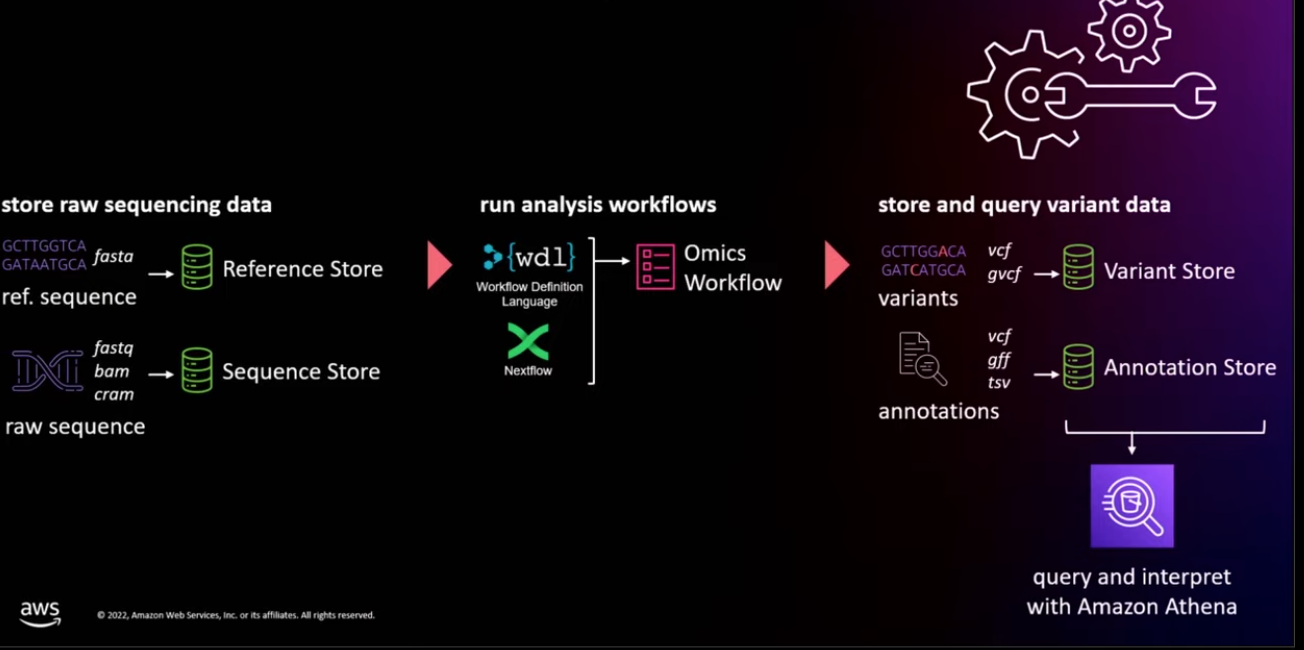 store raw sequencing data
GCTTGGTCA
GATAATGCA
fasta
ref. sequence
Reference Store
fastq
bam
cram
raw sequence
Sequence Store
run analysis workflows
{wdl}
Workflow Definition
Language
Nextflow
Omics
Workflow
store and query variant data
GCTTGGACA
GATCATGCA
variants
vcf
gvcf
Variant Store
vcf
gff
tsv
annotations
Annotation Store
query and interpret
with Amazon Athena
aws
© 2022, Amazon Web Services, Inc. or its affiliates. All rights reserved.